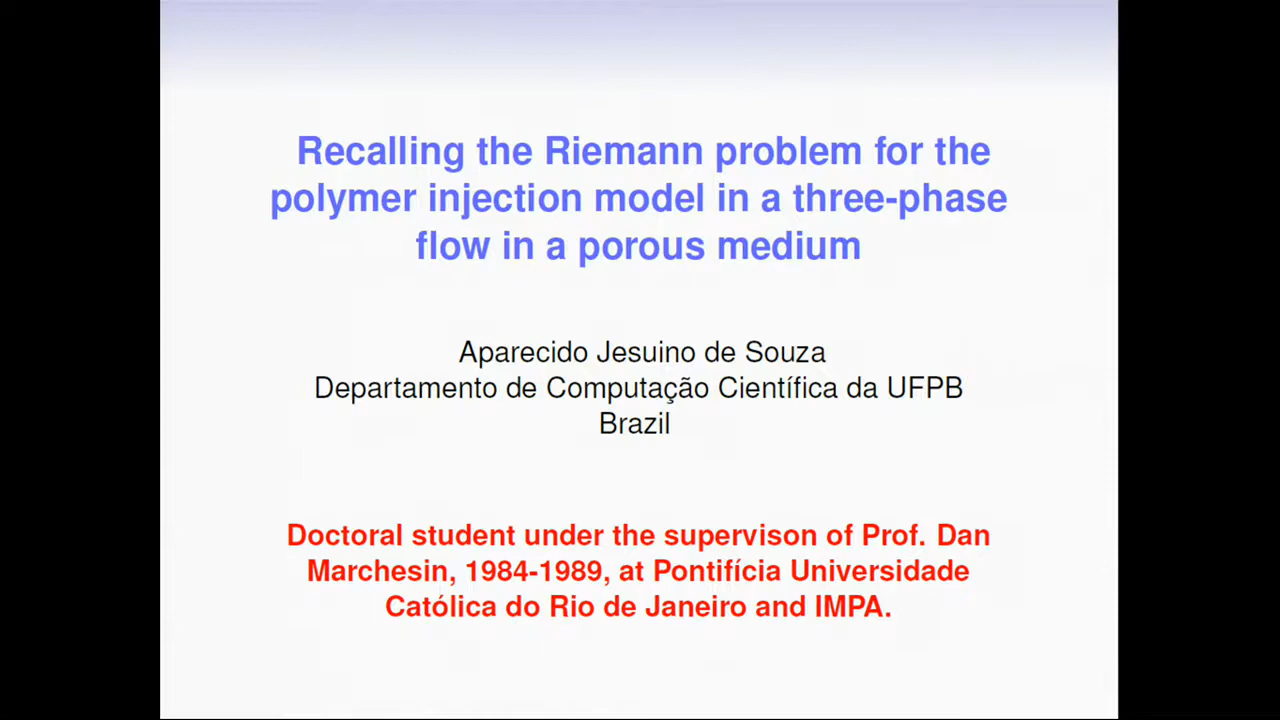 Recalling the Riemann problem for the
polymer injection model in a three-phase
flow in a porous medium
Aparecido Jesuino de Souza
Departamento de Computação Científica da UFPB
Brazil
Doctoral student under the supervison of Prof. Dan
Marchesin, 1984-1989, at Pontifícia Universidade
Católica do Rio de Janeiro and IMPA.